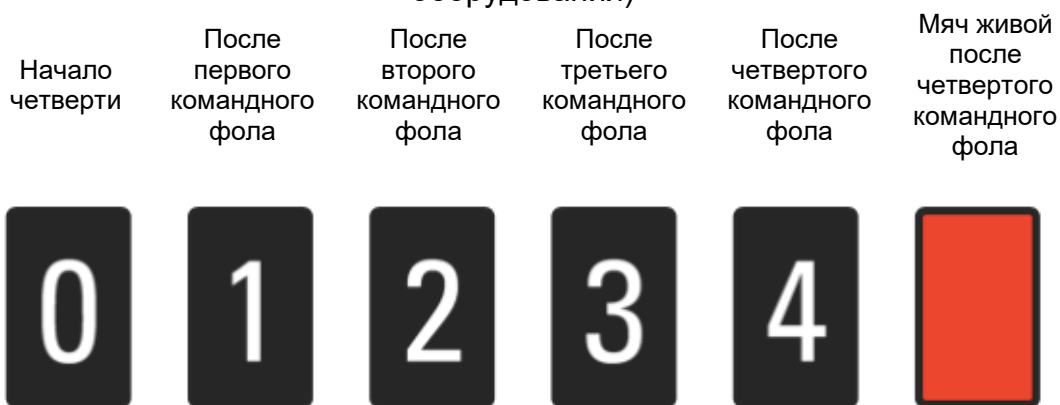 оборудования)
Начало
четверти
После
первого
командного
фола
После
второго
командного
фола
После
третьего
командного
фола
После
четвертого
командного
фола
Мяч живой
после
четвертого
командного
фола
0
1
2
3
4